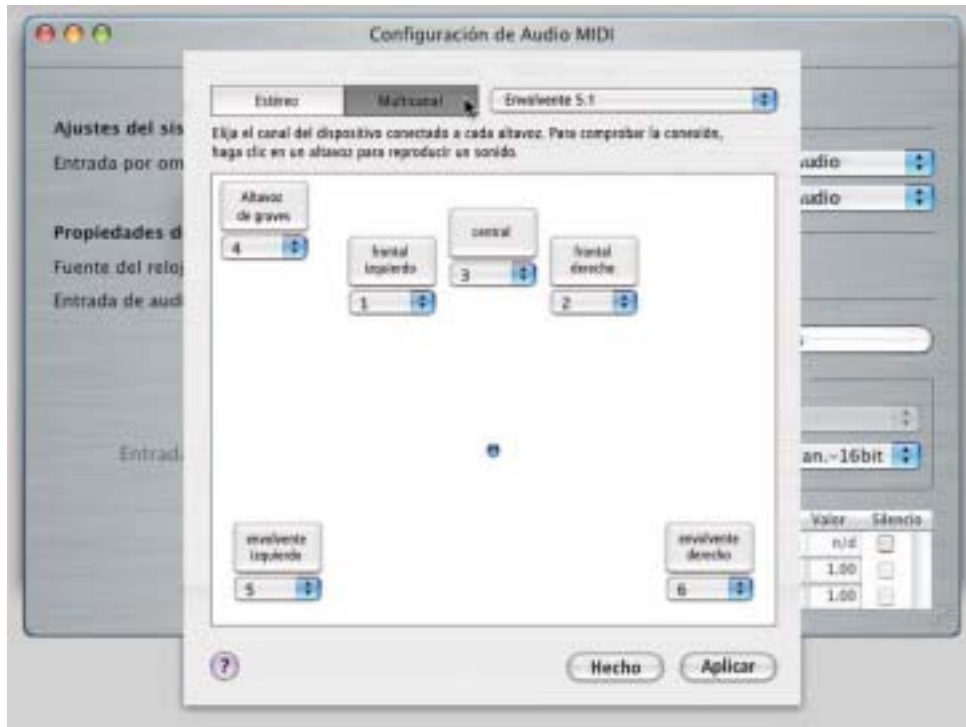 Configuración de Audio MIDI
Estéreo
Multicanal
Envolvente 5.1
Elija el canal del dispositivo conectado a cada altavoz. Para comprobar la conexión,
haga clic en un altavoz para reproducir un sonido.
Ajustes del sis
Entrada por om
udio
udio
Propiedades d
Fuente del reloj
Entrada de aud
Altavoz
de graves
4
frontal
izquierdo
1
central
3
frontal
derecho
2
Entrad
an.-16bit
Valor Silencio
n/d
1.00
1.00
envolvente
izquierdo
5
envolvente
derecho
6
?
Hecho
Aplicar